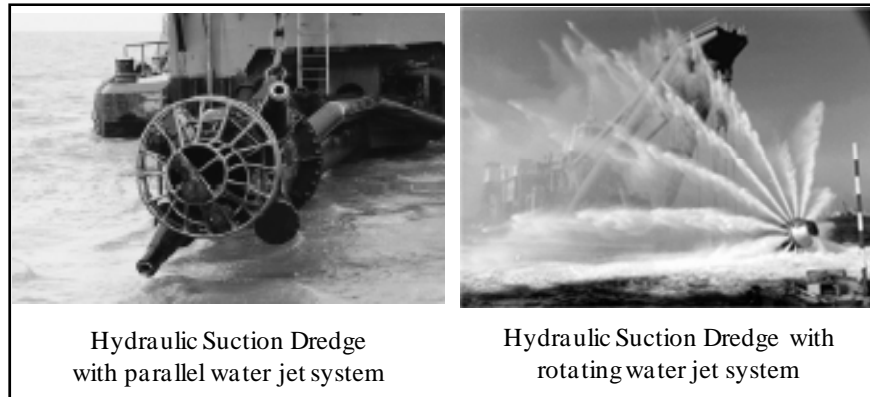 Hydraulic Suction Dredge
with parallel water jet system
Hydraulic Suction Dredge with
rotating water jet system